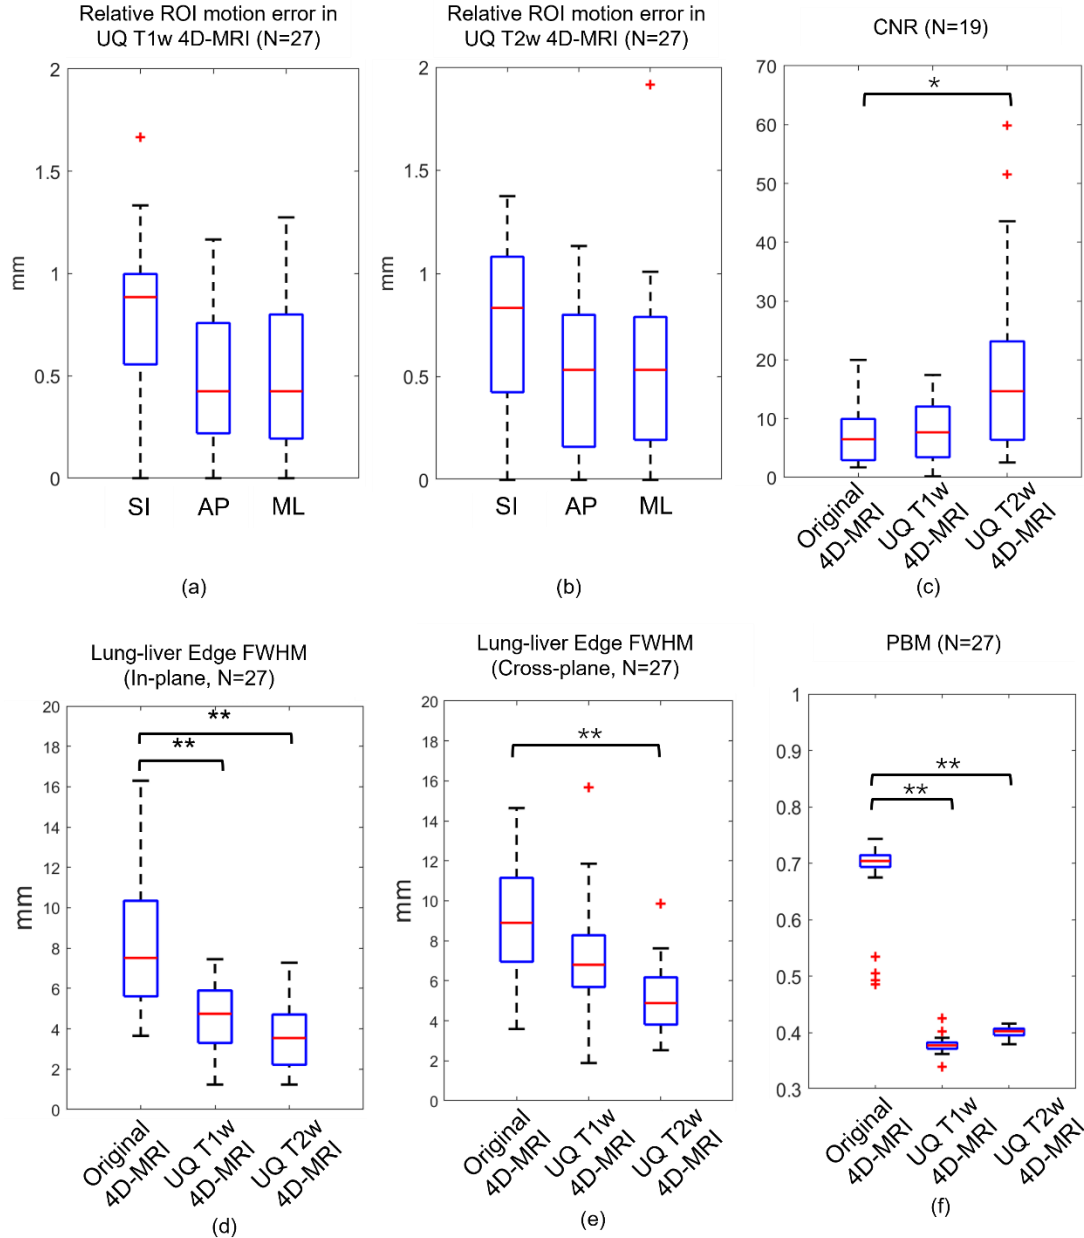 Relative ROI motion error in
UQ T1w 4D-MRI (N=27)
2
1.5
1
0.5
0
mm
SI AP ML
(a)
Relative ROI motion error in
UQ T2w 4D-MRI (N=27)
2
1.5
1
0.5
0
mm
SI AP ML
(b)
CNR (N=19)
70
60
50
40
30
20
10
0
*
Original
4D-MRI
UQ T1w
4D-MRI
UQ T2w
4D-MRI
(c)
Lung-liver Edge FWHM
(In-plane, N=27)
20
18
16
14
12
10
8
6
4
2
0
mm
**
**
Original
4D-MRI
UQ T1w
4D-MRI
UQ T2w
4D-MRI
(d)
Lung-liver Edge FWHM
(Cross-plane, N=27)
20
18
16
14
12
10
8
6
4
2
0
mm
**
Original
4D-MRI
UQ T1w
4D-MRI
UQ T2w
4D-MRI
(e)
PBM (N=27)
1
0.9
0.8
0.7
0.6
0.5
0.4
0.3
**
**
Original
4D-MRI
UQ T1w
4D-MRI
UQ T2w
4D-MRI
(f)